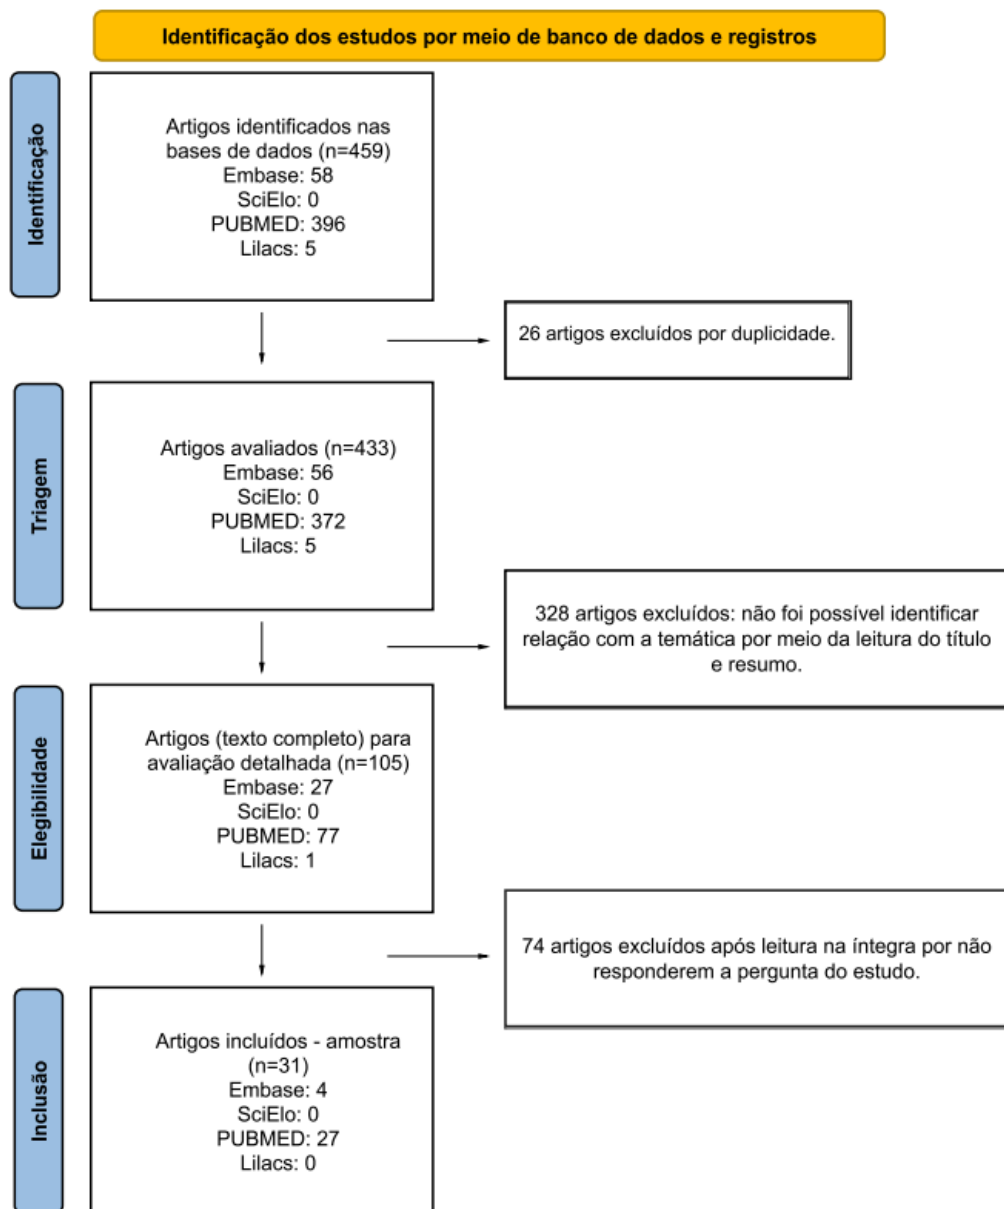 Identificação dos estudos por meio de banco de dados e registros
Identificação
Artigos identificados nas
bases de dados (n=459)
Embase: 58
SciElo: 0
PUBMED: 396
Lilacs: 5
26 artigos excluídos por duplicidade.
Triagem
Artigos avaliados (n=433)
Embase: 56
SciElo: 0
PUBMED: 372
Lilacs: 5
328 artigos excluídos: não foi possível identificar
relação com a temática por meio da leitura do título
e resumo.
Elegibilidade
Artigos (texto completo) para
avaliação detalhada (n=105)
Embase: 27
SciElo: 0
PUBMED: 77
Lilacs: 1
74 artigos excluídos após leitura na íntegra por não
responderem a pergunta do estudo.
Inclusão
Artigos incluídos - amostra
(n=31)
Embase: 4
SciElo: 0
PUBMED: 27
Lilacs: 0